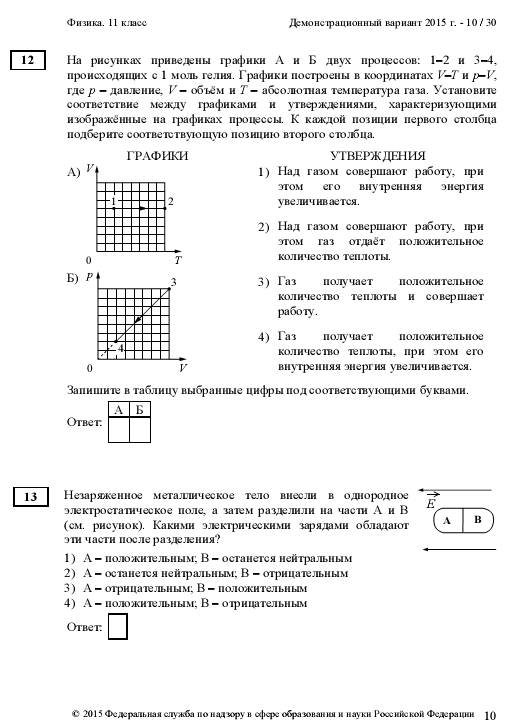 Физика. 11 класс Демонстрационный вариант 2015 г. - 10 / 30
12
На рисунках приведены графики А и Б двух процессов: 1–2 и 3–4,
происходящих с 1 моль гелия. Графики построены в координатах V–T и p–V,
где p – давление, V – объём и T – абсолютная температура газа. Установите
соответствие между графиками и утверждениями, характеризующими
изображённые на графиках процессы. К каждой позиции первого столбца
подберите соответствующую позицию второго столбца.
ГРАФИКИ
А) V
1 2
0 T
Б) p
3
4
0 V
УТВЕРЖДЕНИЯ
1) Над газом совершают работу, при
этом его внутренняя энергия
увеличивается.
2) Над газом совершают работу, при
этом газ отдаёт положительное
количество теплоты.
3) Газ получает положительное
количество теплоты и совершает
работу.
4) Газ получает положительное
количество теплоты, при этом его
внутренняя энергия увеличивается.
Запишите в таблицу выбранные цифры под соответствующими буквами.
А Б
Ответ:
13
Незаряженное металлическое тело внесли в однородное
электростатическое поле, а затем разделили на части А и В
(см. рисунок). Какими электрическими зарядами обладают
эти части после разделения?
E
А В
1) А – положительным; В – останется нейтральным
2) А – останется нейтральным; В – отрицательным
3) А – отрицательным; В – положительным
4) А – положительным; В – отрицательным
Ответ:
© 2015 Федеральная служба по надзору в сфере образования и науки Российской Федерации 10